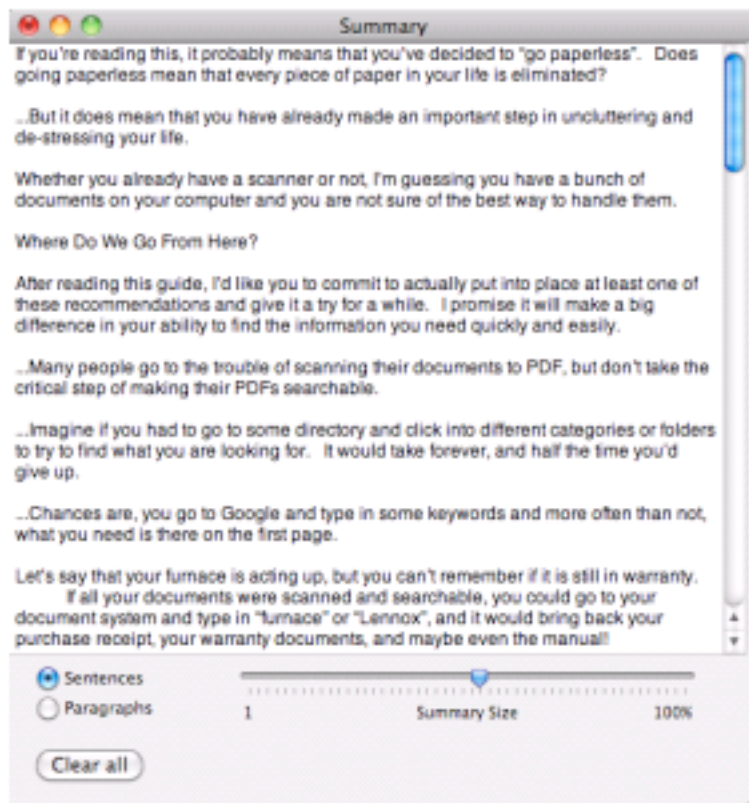 Summary
If you're reading this, it probably means that you've decided to "go paperless".   Does
going paperless mean that every piece of paper in your life is eliminated?
...But it does mean that you have already made an important step in uncluttering and
de-stressing your life.
Whether you already have a scanner or not, I'm guessing you have a bunch of
documents on your computer and you are not sure of the best way to handle them.
Where Do We Go From Here?
After reading this guide, I'd like you to commit to actually put into place at least one of
these recommendations and give it a try for a while.   I promise it will make a big
difference in your ability to find the information you need quickly and easily.
...Many people go to the trouble of scanning their documents to PDF, but don't take the
critical step of making their PDFs searchable.
...Imagine if you had to go to some directory and click into different categories or folders
to try to find what you are looking for.   It would take forever, and half the time you'd
give up.
...Chances are, you go to Google and type in some keywords and more often than not,
what you need is there on the first page.
Let's say that your furnace is acting up, but you can't remember if it is still in warranty.
If all your documents were scanned and searchable, you could go to your
document system and type in "furnace" or "Lennox", and it would bring back your
purchase receipt, your warranty documents, and maybe even the manual!
Sentences
Paragraphs
1 Summary Size 100%
Clear all